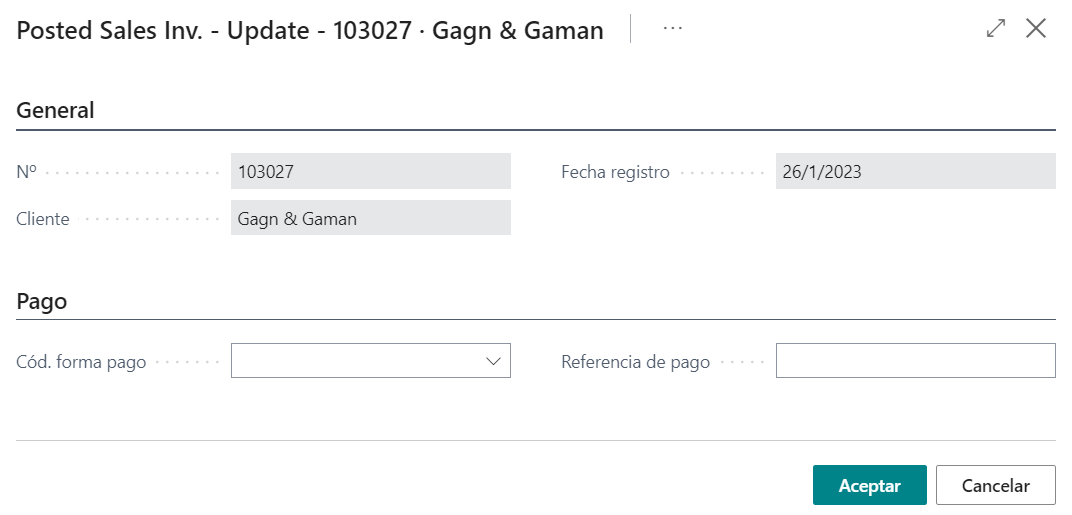 Posted Sales Inv. - Update - 103027 · Gagn & Gaman
General
Nº 103027 Fecha registro 26/1/2023
Cliente Gagn & Gaman
Pago
Cód. forma pago Referencia de pago
Aceptar Cancelar